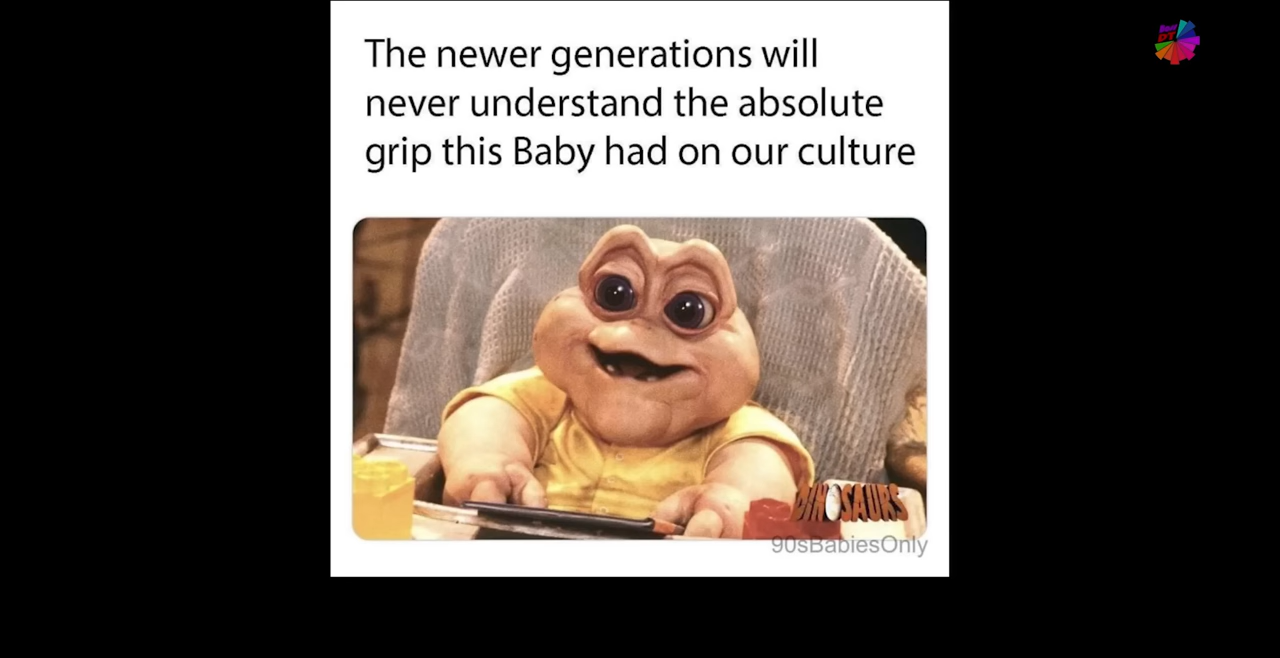 The newer generations will
never understand the absolute
grip this Baby had on our culture
DINOSAURS
90sBabiesOnly